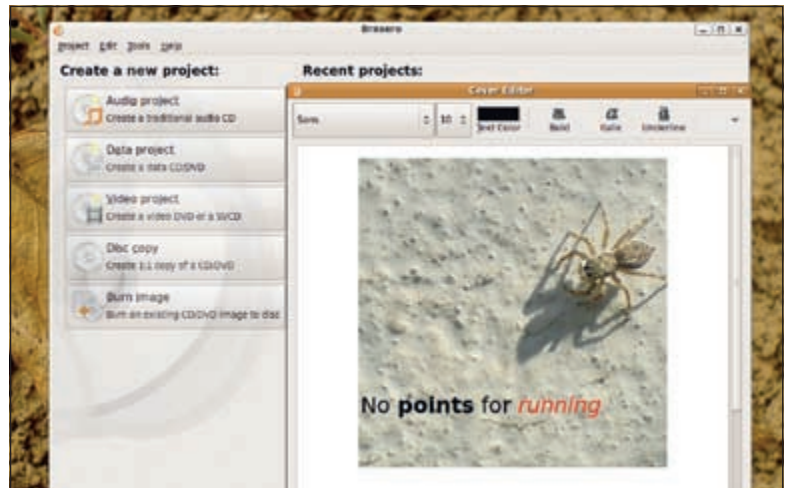 Brasero
Project Edit Tools Help
Create a new project:
Recent projects:
Audio project
Create a traditional audio CD
Data project
Create a data CD/DVD
Video project
Create a video DVD or a SVCD
Disc copy
Create 1:1 copy of a CD/DVD
Burn image
Burn an existing CD/DVD image to disc
Cover Editor
Sans 10 Text Color Bold Italic Underline
No points for running